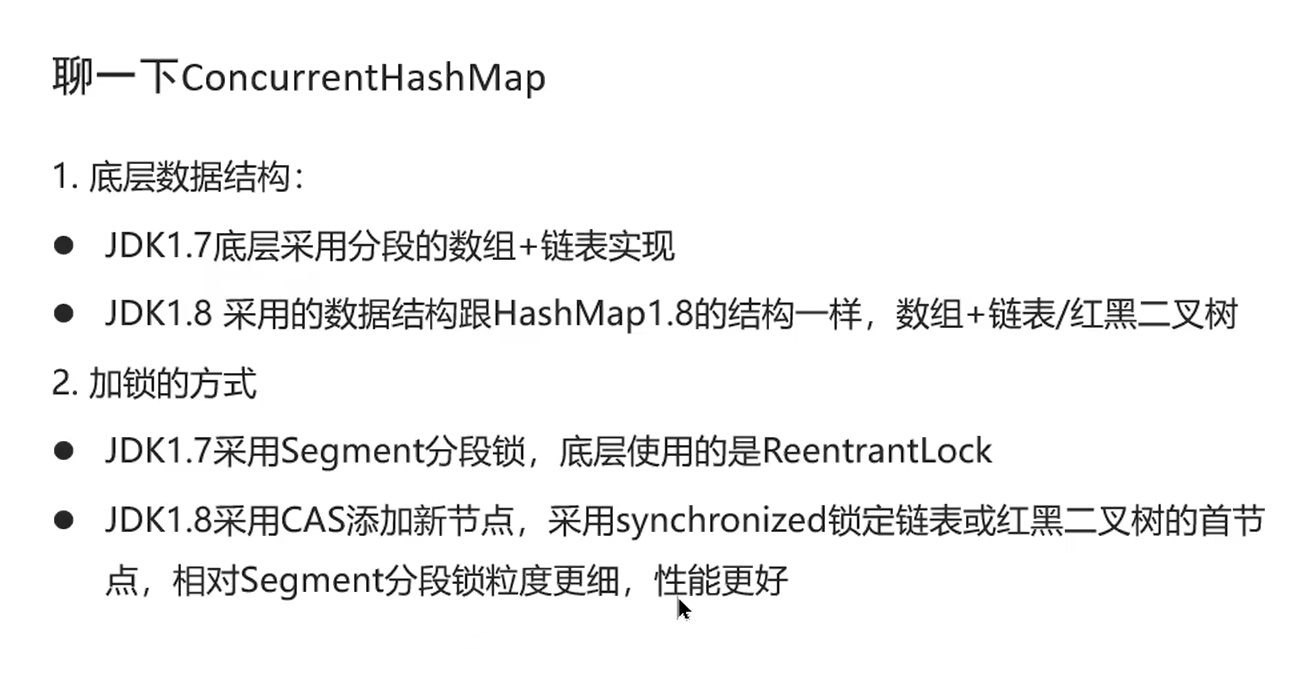 聊一下ConcurrentHashMap
1. 底层数据结构：
● JDK1.7底层采用分段的数组+链表实现
● JDK1.8 采用的数据结构跟HashMap1.8的结构一样，数组+链表/红黑二叉树
2. 加锁的方式
● JDK1.7采用Segment分段锁，底层使用的是ReentrantLock
● JDK1.8采用CAS添加新节点，采用synchronized锁定链表或红黑二叉树的首节
点，相对Segment分段锁粒度更细，性能更好